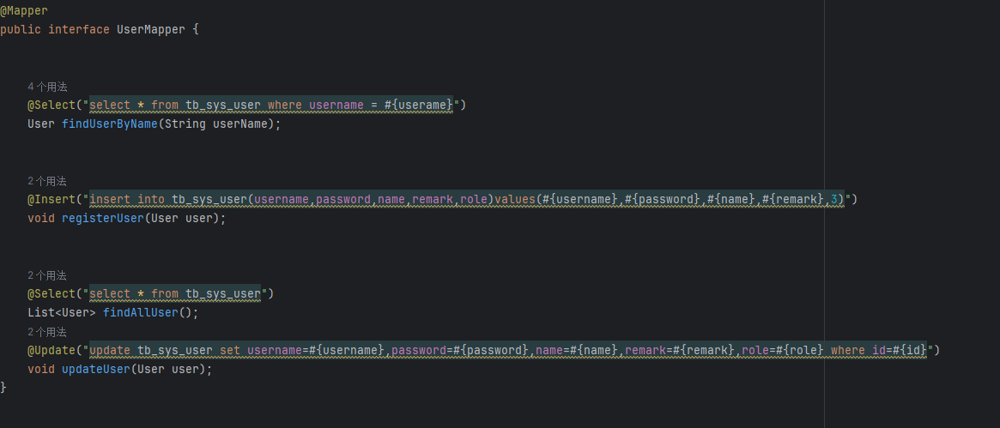 @Mapper
public interface UserMapper {
4 个用法
@Select("select * from tb_sys_user where username = #{userame}")
User findUserByName(String userName);
2 个用法
@Insert("insert into tb_sys_user(username,password,name,remark,role)values(#{username},#{password},#{name},#{remark},3)")
void registerUser(User user);
2 个用法
@Select("select * from tb_sys_user")
List<User> findAllUser();
2 个用法
@Update("update tb_sys_user set username=#{username},password=#{password},name=#{name},remark=#{remark},role=#{role} where id=#{id}")
void updateUser(User user);
}